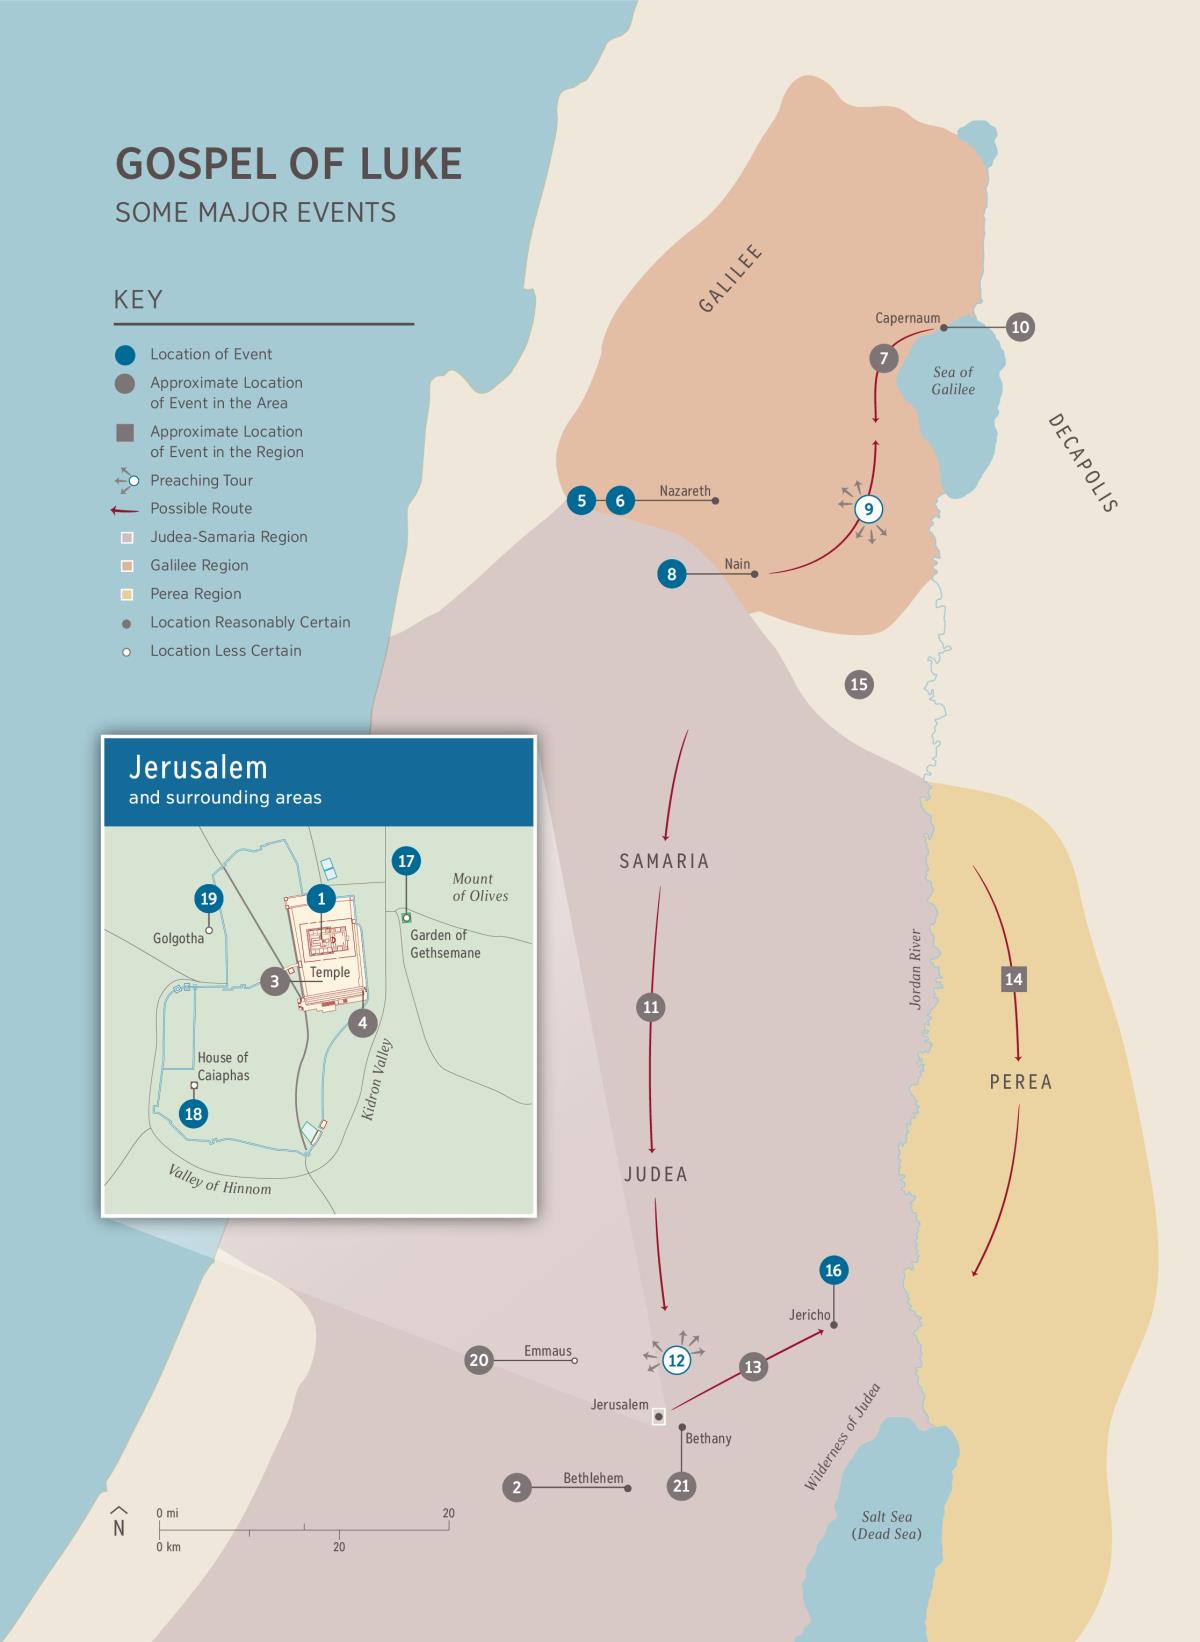 GOSPEL OF LUKE
SOME MAJOR EVENTS
KEY
Location of Event
Approximate Location
of Event in the Area
Approximate Location
of Event in the Region
Preaching Tour
Possible Route
Judea-Samaria Region
Galilee Region
Perea Region
Location Reasonably Certain
Location Less Certain
GALILEE
Capernaum
10
7
Sea of
Galilee
DECAPOLIS
5
6
Nazareth
9
8
Nain
15
Jerusalem
and surrounding areas
17
Mount
of Olives
19
1
Golgotha
Garden of
Gethsemane
3
Temple
4
House of
Caiaphas
18
Kidron Valley
Valley of Hinnom
SAMARIA
11
JUDEA
Jordan River
14
PEREA
16
Jericho
20
Emmaus
12
13
Jerusalem
Bethany
21
2
Bethlehem
Wilderness of Judea
Salt Sea
(Dead Sea)
N
0 mi
20
0 km
20